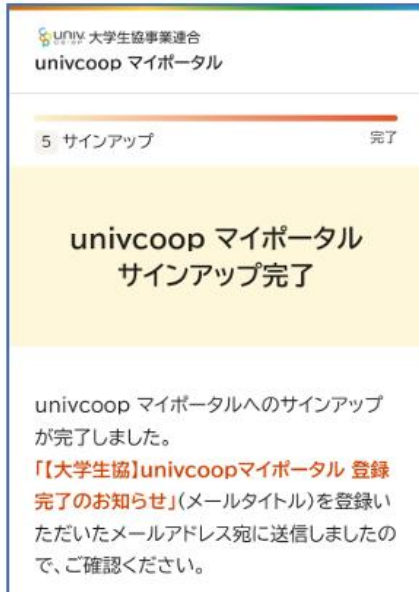 univ. 大学生協事業連合
univcoop マイポータル
5 サインアップ 完了
univcoop マイポータル
サインアップ完了
univcoop マイポータルへのサインアップ
が完了しました。
「【大学生協】univcoopマイポータル 登録
完了のお知らせ」(メールタイトル)を登録い
ただいたメールアドレス宛に送信しましたの
で、ご確認ください。